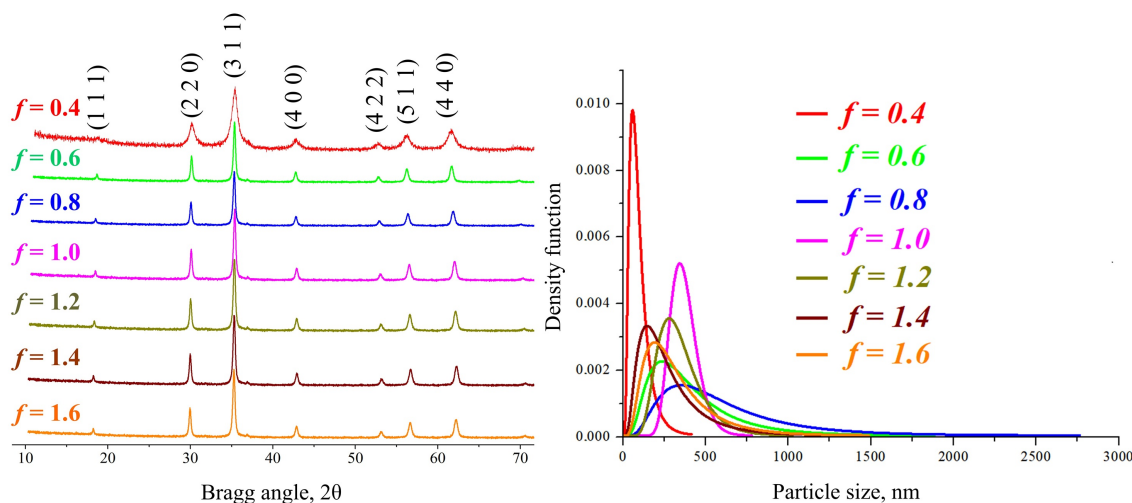 (1 1 1)
(2 2 0)
(3 1 1)
(4 0 0)
(4 2 2)
(5 1 1)
(4 4 0)
f = 0.4
f = 0.6
f = 0.8
f = 1.0
f = 1.2
f = 1.4
f = 1.6
10 20 30 40 50 60 70
Bragg angle, 2θ
Density function
0.010
0.008
0.006
0.004
0.002
0.000
f = 0.4
f = 0.6
f = 0.8
f = 1.0
f = 1.2
f = 1.4
f = 1.6
0 500 1000 1500 2000 2500 3000
Particle size, nm